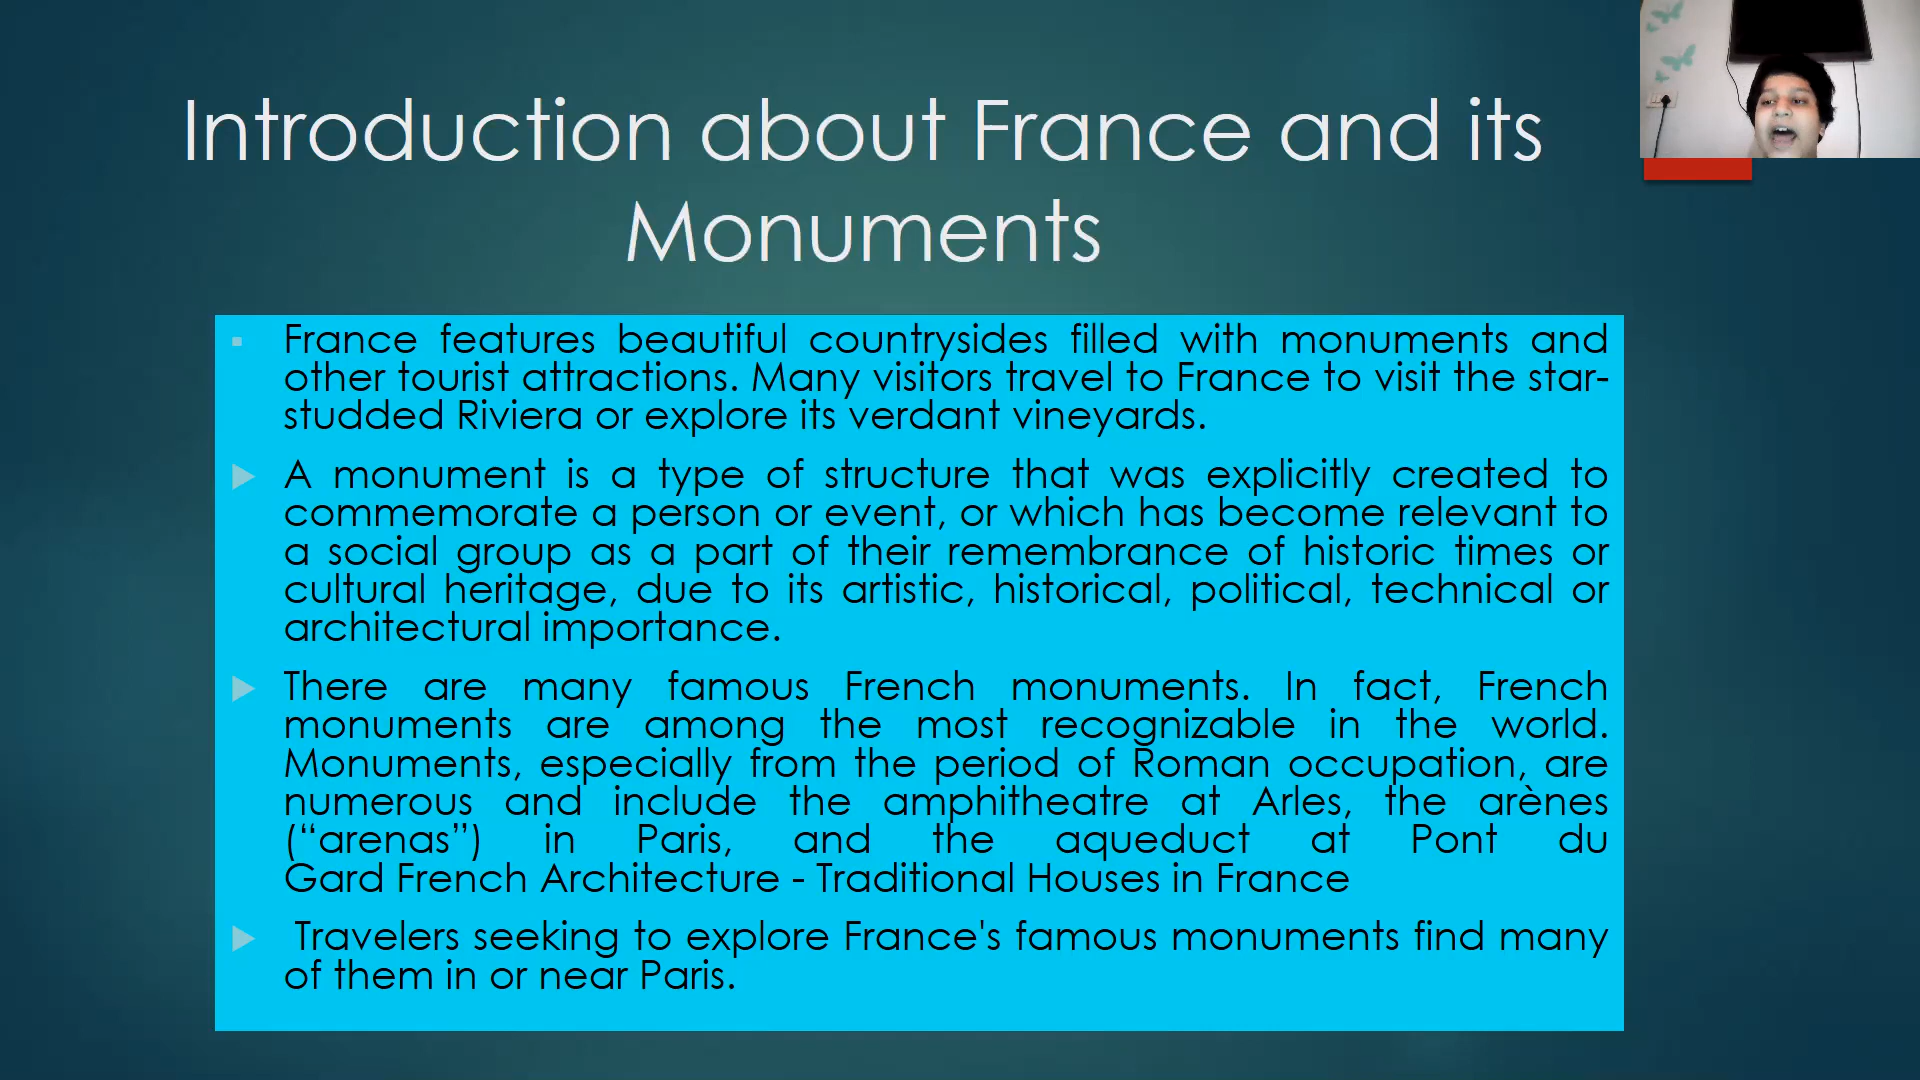 Introduction about France and its
Monuments
France features beautiful countrysides filled with monuments and
other tourist attractions. Many visitors travel to France to visit the star-
studded Riviera or explore its verdant vineyards.
A monument is a type of structure that was explicitly created to
commemorate a person or event, or which has become relevant to
a social group as a part of their remembrance of historic times or
cultural heritage, due to its artistic, historical, political, technical or
architectural importance.
There are many famous French monuments. In fact, French
monuments are among the most recognizable in the world.
Monuments, especially from the period of Roman occupation, are
numerous and include the amphitheatre at Arles, the arènes
(“arenas”) in Paris, and the aqueduct at Pont du
Gard French Architecture - Traditional Houses in France
Travelers seeking to explore France's famous monuments find many
of them in or near Paris.